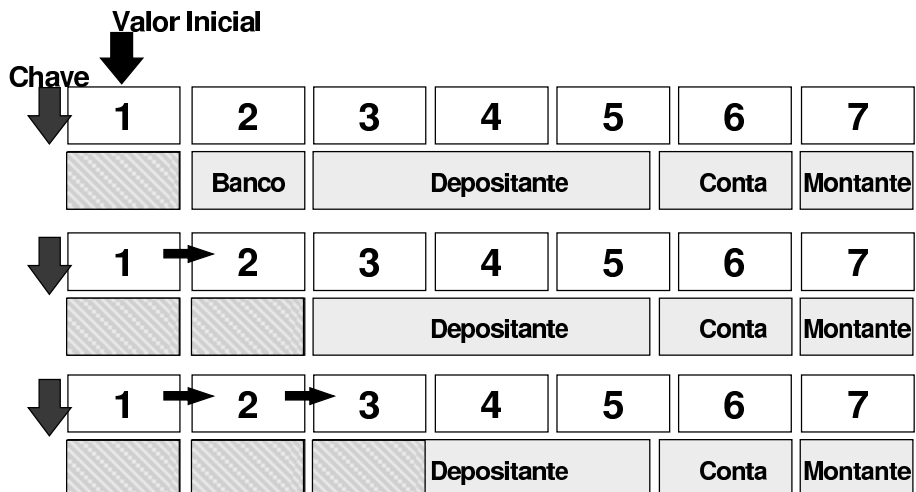 Valor Inicial
Chave
1 2 3 4 5 6 7
Banco Depositante Conta Montante
1 2 3 4 5 6 7
Depositante Conta Montante
1 2 3 4 5 6 7
Depositante Conta Montante